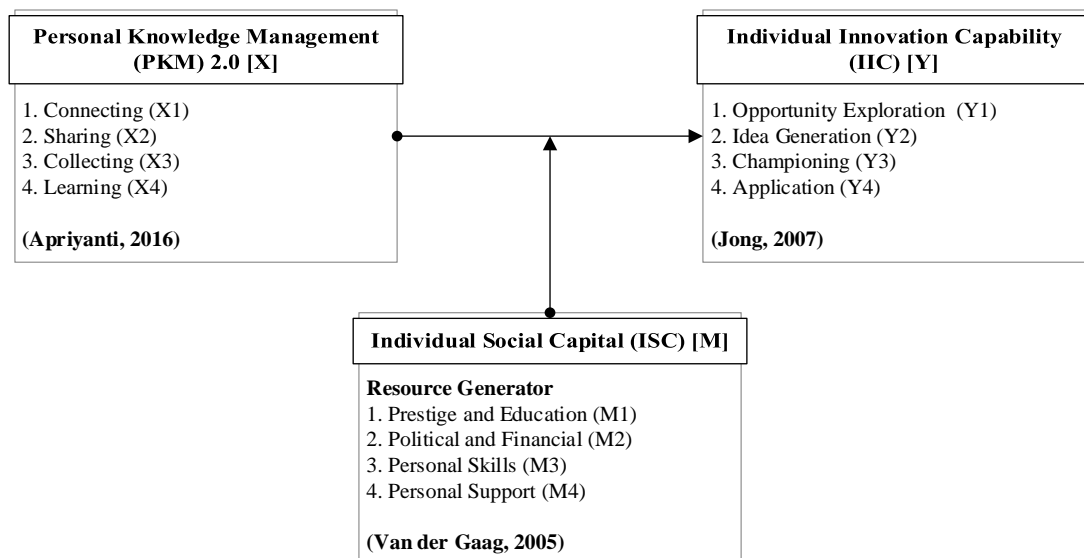 Personal Knowledge Management
(PKM) 2.0 [X]
1. Connecting (X1)
2. Sharing (X2)
3. Collecting (X3)
4. Learning (X4)
(Apriyanti, 2016)
Individual Innovation Capability
(IIC) [Y]
1. Opportunity Exploration (Y1)
2. Idea Generation (Y2)
3. Championing (Y3)
4. Application (Y4)
(Jong, 2007)
Individual Social Capital (ISC) [M]
Resource Generator
1. Prestige and Education (M1)
2. Political and Financial (M2)
3. Personal Skills (M3)
4. Personal Support (M4)
(Van der Gaag, 2005)